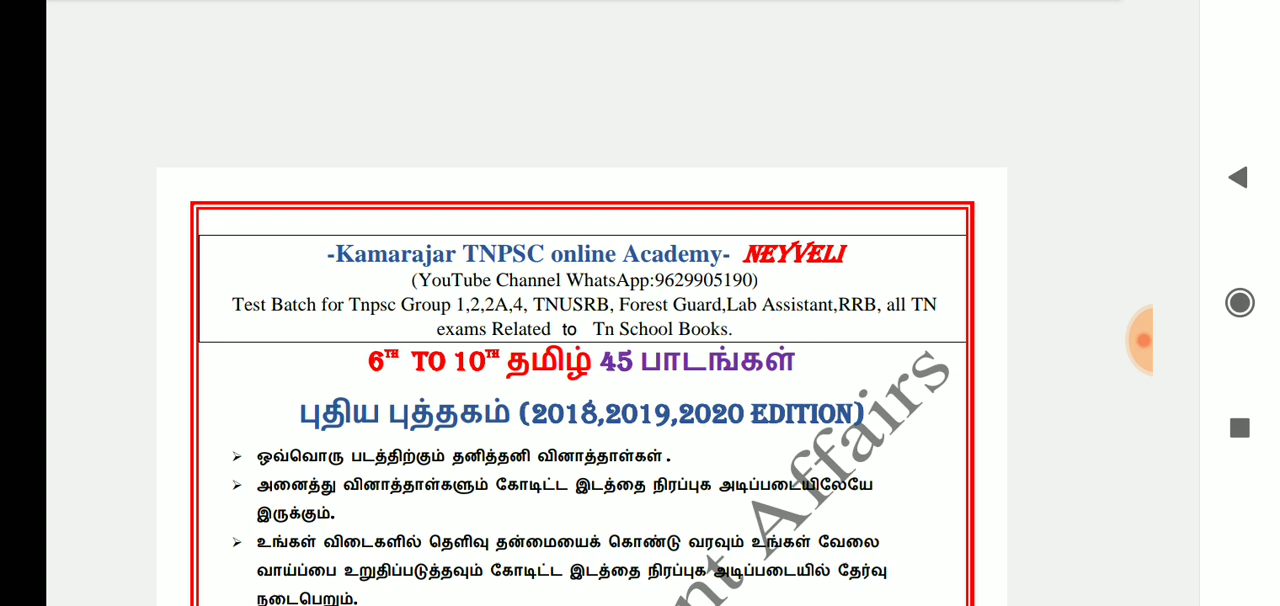 -Kamarajar TNPSC online Academy- NEYVELI
(YouTube Channel WhatsApp:9629905190)
Test Batch for Tnpsc Group 1,2,2A,4, TNUSRB, Forest Guard,Lab Assistant,RRB, all TN
exams Related to Tn School Books.
6TH TO 10TH தமிழ் 45 பாடங்கள்
புதிய புத்தகம் (2018,2019,2020 EDITION)
➢ ஒவ்வொரு படத்திற்கும் தனித்தனி வினாத்தாள்கள்.
➢ அனைத்து வினாத்தாள்களும் கோடிட்ட இடத்தை நிரப்புக அடிப்படையிலேயே
இருக்கும்.
➢ உங்கள் விடைகளில் தெளிவு தன்மையைக் கொண்டு வரவும் உங்கள் வேலை
வாய்ப்பை உறுதிப்படுத்தவும் கோடிட்ட இடத்தை நிரப்புக அடிப்படையில் தேர்வு
நடைபெறும்.
nt Affairs